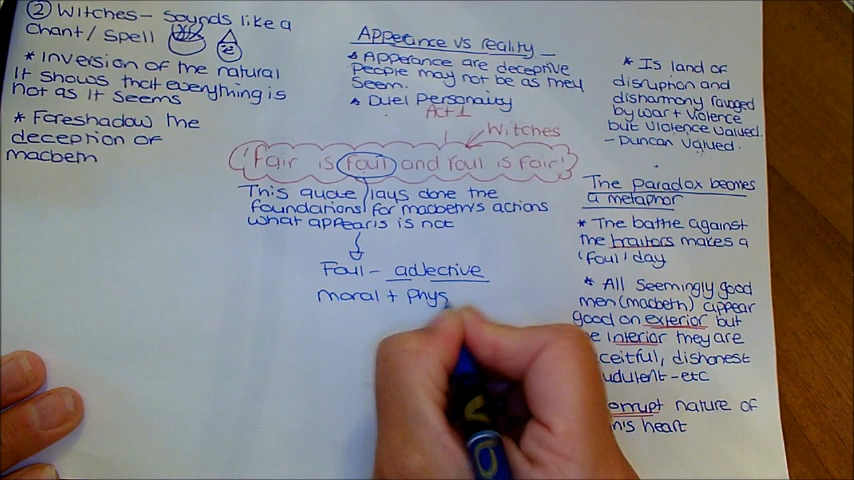 ② Witches - Sounds like a
Chant / Spell
* Inversion of the natural
It shows that everything is
not as it seems
* Foreshadow the
deception of
macbeth
Apperance vs reality
* Apperance are deceptive
People may not be as they
Seem.
* Duel Personality
Act 1
Witches
'Fair is foul and foul is fair'
This quote lays done the
foundations for macbeth's actions
what appears is not
Foul - adjective
moral + Phys
* Is land of
disruption and
disharmony ravaged
by war + violence
but violence valued.
- Duncan valued.
The Paradox becomes
a metaphor
* The battle against
the traitors makes a
'foul' day
* All Seemingly good
men (macbeth) appear
good on exterior but
interior they are
dishonest
- etc
nature of
heart